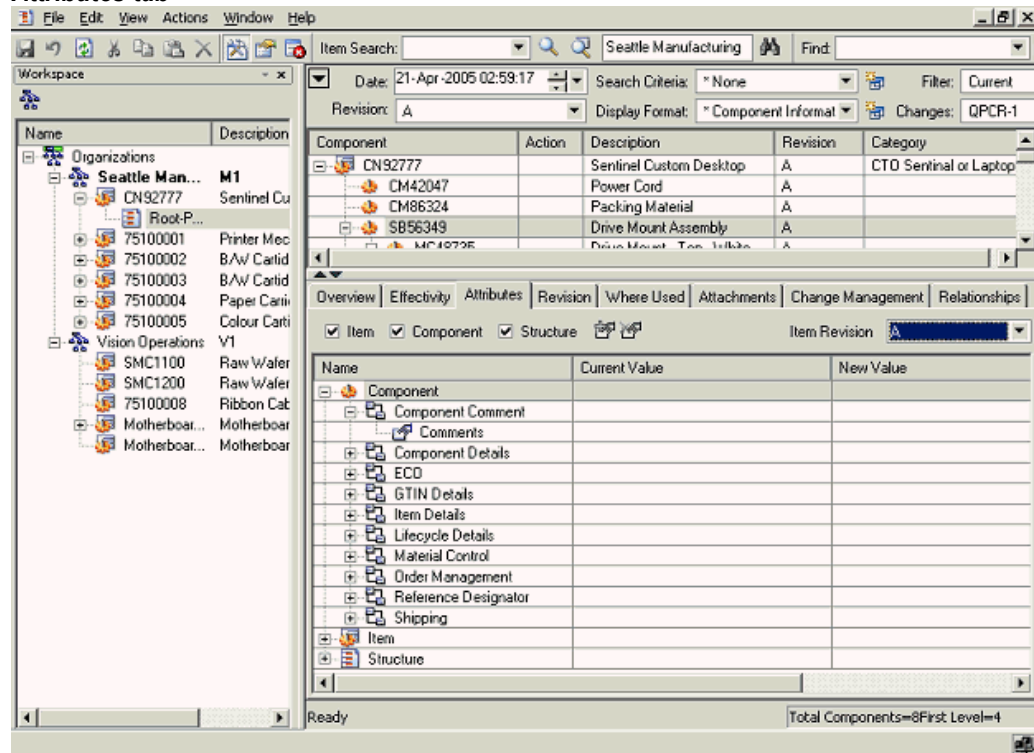 File Edit View Actions Window Help
Item Search: Seattle Manufacturing Find:
Workspace
Name Description
Organizations
Seattle Man... M1
CN92777 Sentinel Cu
Root-P...
75100001 Printer Mec
75100002 B/W Cartid
75100003 B/W Cartid
75100004 Paper Carri
75100005 Colour Carti
Vision Operations V1
SMC1100 Raw Wafer
SMC1200 Raw Wafer
75100008 Ribbon Cab
Motherboar... Motherboar
Motherboar... Motherboar
Date: 21-Apr-2005 02:59:17 Search Criteria: * None Filter: Current
Revision: A Display Format: * Component Informat Changes: QPCR-1
Component Action Description Revision Category
CN92777 Sentinel Custom Desktop A CTO Sentinal or Laptop
CM42047 Power Cord A
CM86324 Packing Material A
SB56349 Drive Mount Assembly A
Overview Effectivity Attributes Revision Where Used Attachments Change Management Relationships
Item Component Structure Item Revision A
Name Current Value New Value
Component
Component Comment
Comments
Component Details
ECO
GTIN Details
Item Details
Lifecycle Details
Material Control
Order Management
Reference Designator
Shipping
Item
Structure
Ready Total Components=8First Level=4